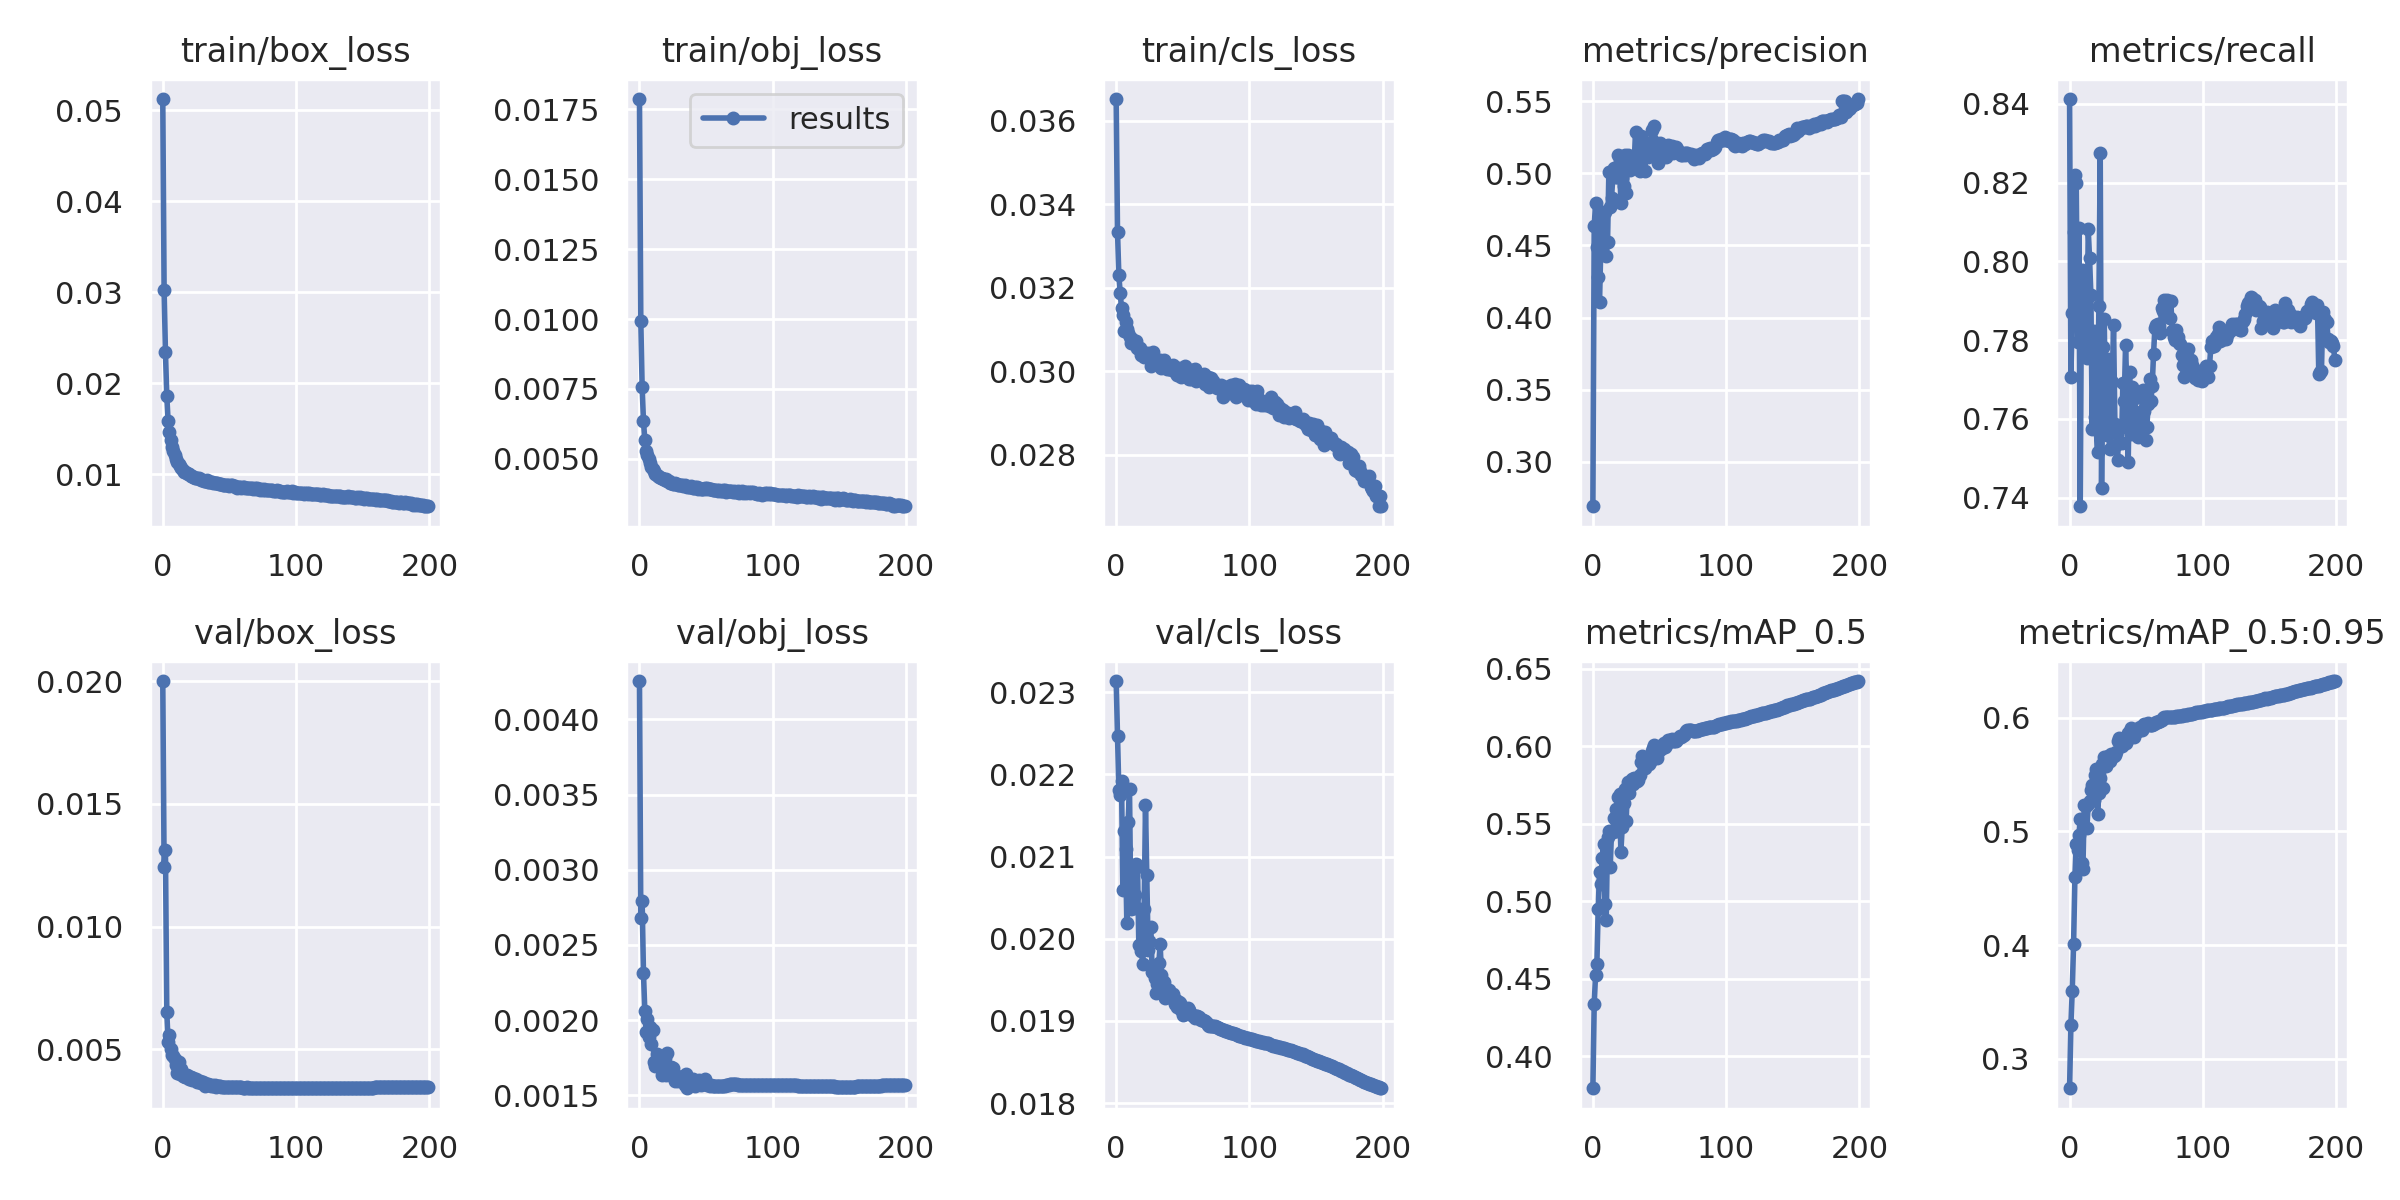 train/box_loss
0.05
0.04
0.03
0.02
0.01
0 100 200
train/obj_loss
results
0.0175
0.0150
0.0125
0.0100
0.0075
0.0050
0 100 200
train/cls_loss
0.036
0.034
0.032
0.030
0.028
0 100 200
metrics/precision
0.55
0.50
0.45
0.40
0.35
0.30
0 100 200
metrics/recall
0.84
0.82
0.80
0.78
0.76
0.74
0 100 200
val/box_loss
0.020
0.015
0.010
0.005
0 100 200
val/obj_loss
0.0040
0.0035
0.0030
0.0025
0.0020
0.0015
0 100 200
val/cls_loss
0.023
0.022
0.021
0.020
0.019
0.018
0 100 200
metrics/mAP_0.5
0.65
0.60
0.55
0.50
0.45
0.40
0 100 200
metrics/mAP_0.5:0.95
0.6
0.5
0.4
0.3
0 100 200